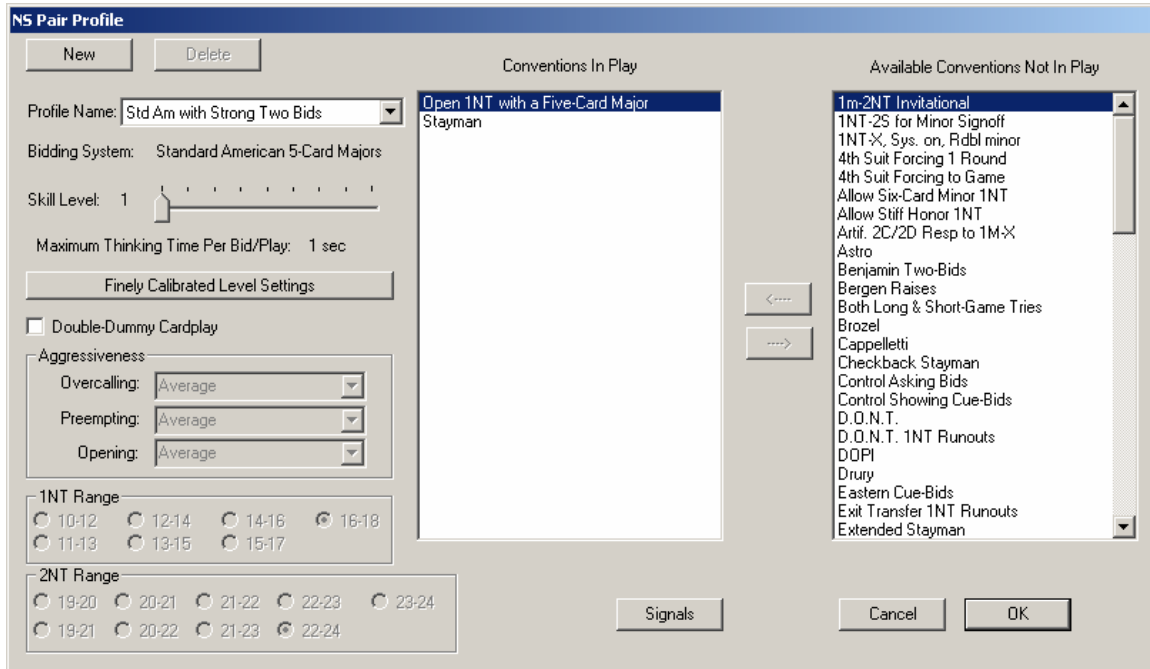 NS Pair Profile
New
Delete
Conventions In Play
Available Conventions Not In Play
Profile Name: Std Am with Strong Two Bids
Bidding System: Standard American 5-Card Majors
Skill Level: 1
Maximum Thinking Time Per Bid/Play: 1 sec
Finely Calibrated Level Settings
Double-Dummy Cardplay
Aggressiveness
Overcalling: Average
Preempting: Average
Opening: Average
1NT Range
10-12 12-14 14-16 16-18
11-13 13-15 15-17
2NT Range
19-20 20-21 21-22 22-23 23-24
19-21 20-22 21-23 22-24
Open 1NT with a Five-Card Major
Stayman
<----
---->
1m-2NT Invitational
1NT-2S for Minor Signoff
1NT-X, Sys. on, Rdbl minor
4th Suit Forcing 1 Round
4th Suit Forcing to Game
Allow Six-Card Minor 1NT
Allow Stiff Honor 1NT
Artif. 2C/2D Resp to 1M-X
Astro
Benjamin Two-Bids
Bergen Raises
Both Long & Short-Game Tries
Brozel
Cappelletti
Checkback Stayman
Control Asking Bids
Control Showing Cue-Bids
D.O.N.T.
D.O.N.T. 1NT Runouts
DOPI
Drury
Eastern Cue-Bids
Exit Transfer 1NT Runouts
Extended Stayman
Signals
Cancel
OK